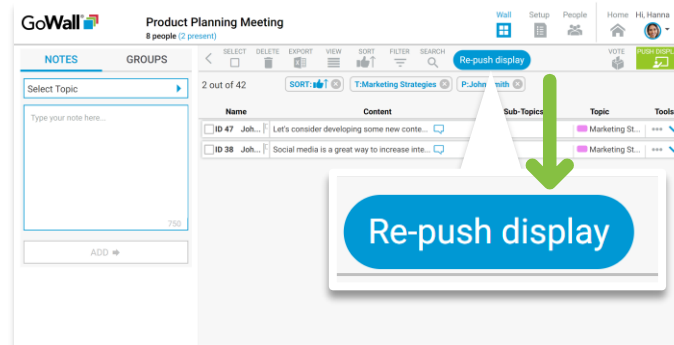 GoWall
Product Planning Meeting
8 people (2 present)
Wall Setup People Home Hi, Hanna
NOTES GROUPS
SELECT DELETE EXPORT VIEW SORT FILTER SEARCH
Re-push display
VOTE PUSH DISPL
Select Topic
2 out of 42
SORT: T:Marketing Strategies P:John Smith
Type your note here...
Name Content Sub-Topics Topic Tools
ID 47 Joh... Let's consider developing some new conte... Marketing St...
ID 38 Joh... Social media is a great way to increase inte... Marketing St...
750
ADD
Re-push display